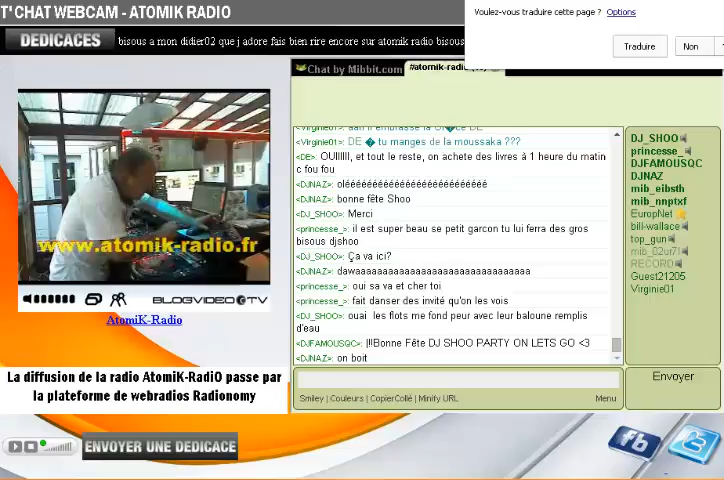 T'CHAT WEBCAM - ATOMIK RADIO
Voulez-vous traduire cette page ? Options
Traduire
Non
DEDICACES
bisous a mon didier02 que j adore fais bien rire encore sur atomik radio bisous
Chat by Mibbit.com
#atomik-radio
<Virginie01>: DE � tu manges de la moussaka ???
<DE>: OUIIIIII, et tout le reste, on achete des livres à 1 heure du matin
c fou fou
<DJNAZ>: oléééééééééééééééééééééééééé
<DJNAZ>: bonne fête Shoo
<DJ_SHOO>: Merci
<princesse_>: il est super beau se petit garcon tu lui ferra des gros
bisous djshoo
<DJ_SHOO>: Ça va ici?
<DJNAZ>: dawaaaaaaaaaaaaaaaaaaaaaaaaaaaaaa
<princesse_>: oui sa va et cher toi
<princesse_>: fait danser des invité qu'on les vois
<DJ_SHOO>: ouai les flots me fond peur avec leur baloune remplis
d'eau
<DJFAMOUSQC>: )!!Bonne Fête DJ SHOO PARTY ON LETS GO <3
<DJNAZ>: on boit
DJ_SHOO
princesse_
DJFAMOUSQC
DJNAZ
mib_eibsth
mib_nnptxf
EuropNet
bill-wallace
top_gun
mib_02ur7l
RECORD
Guest21205
Virginie01
www.atomik-radio.fr
BLOGVIDEO TV
AtomiK-Radio
La diffusion de la radio AtomiK-RadiO passe par
la plateforme de webradios Radionomy
Envoyer
Smiley | Couleurs | CopierCollé | Minify URL
Menu
ENVOYER UNE DEDICACE
fb